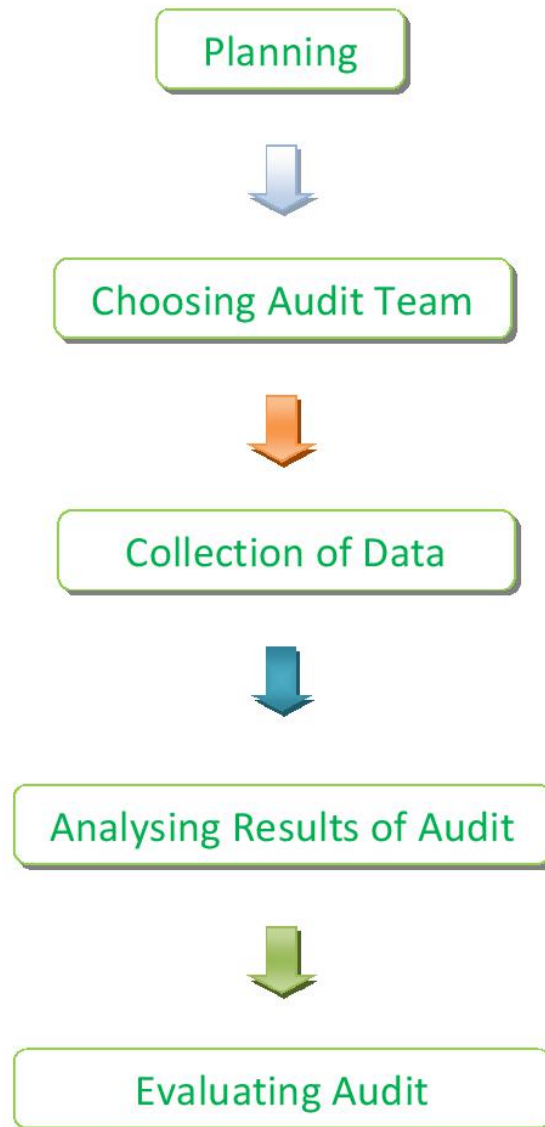 Planning
Choosing Audit Team
Collection of Data
Analysing Results of Audit
Evaluating Audit